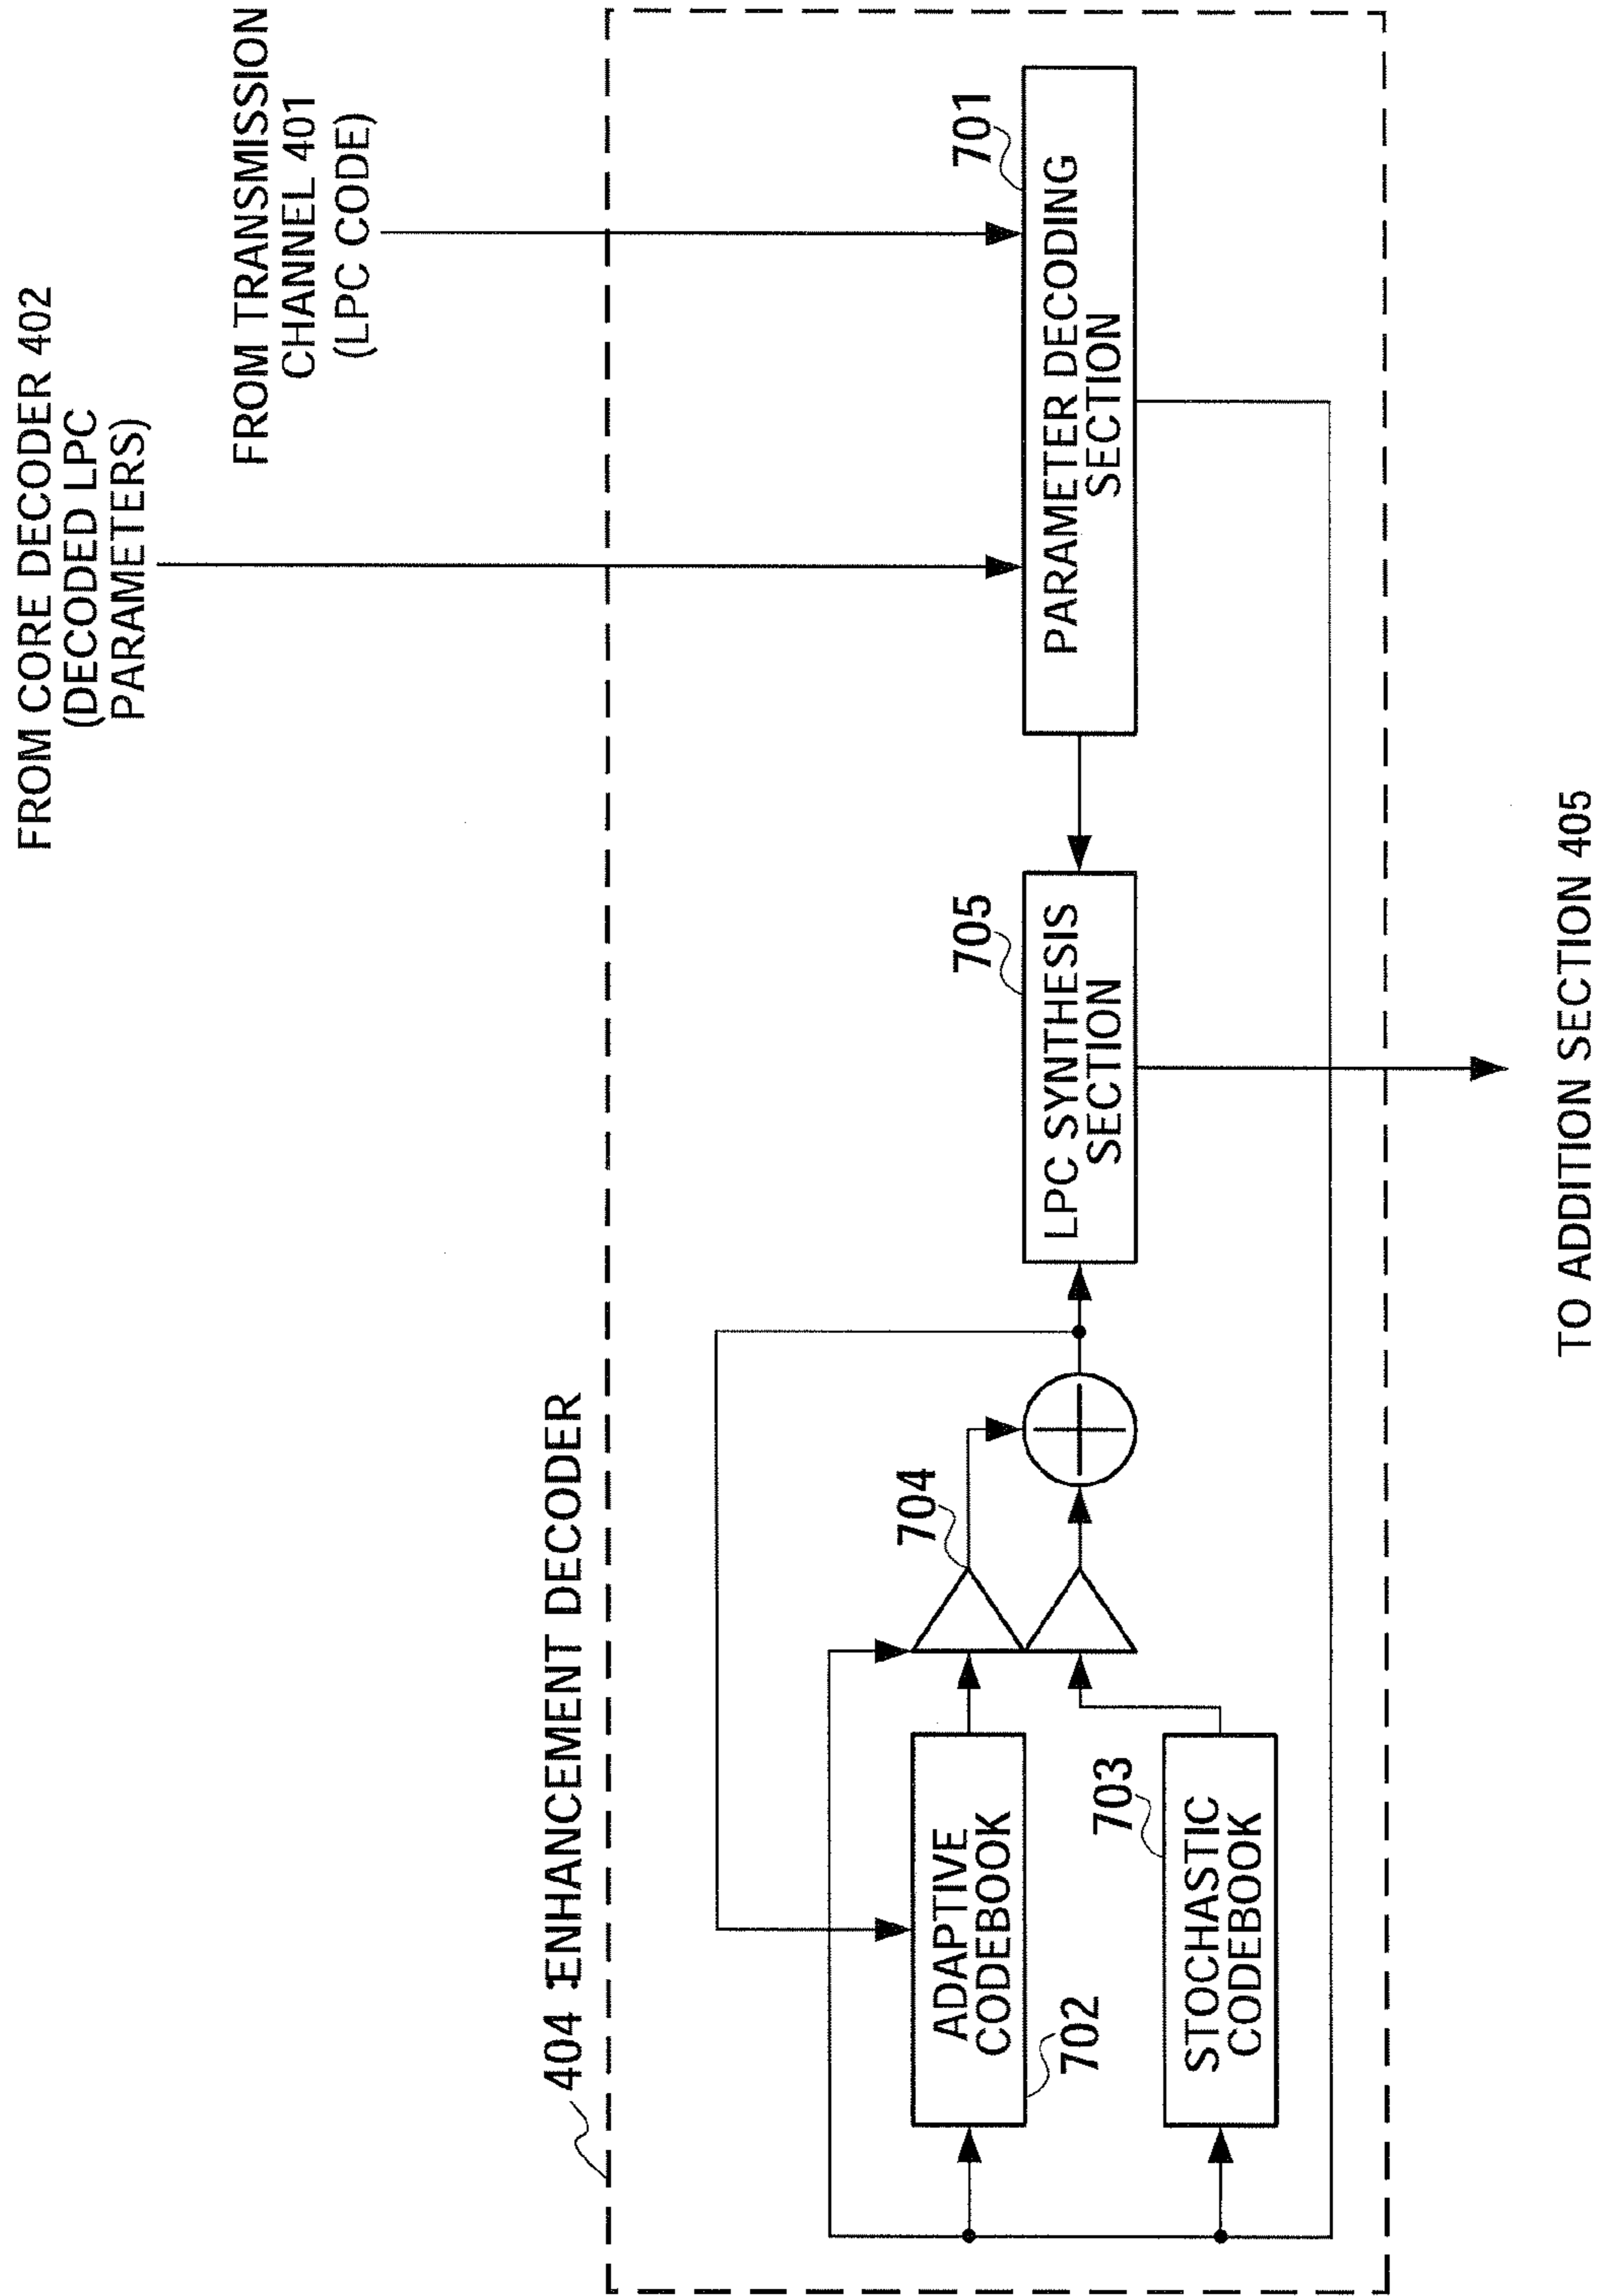 FROM CORE DECODER 402
(DECODED LPC
PARAMETERS)
FROM TRANSMISSION
CHANNEL 401
(LPC CODE)
404 :ENHANCEMENT DECODER
704
705
701
ADAPTIVE
CODEBOOK
702
LPC SYNTHESIS
SECTION
PARAMETER DECODING
SECTION
703
STOCHASTIC
CODEBOOK
TO ADDITION SECTION 405